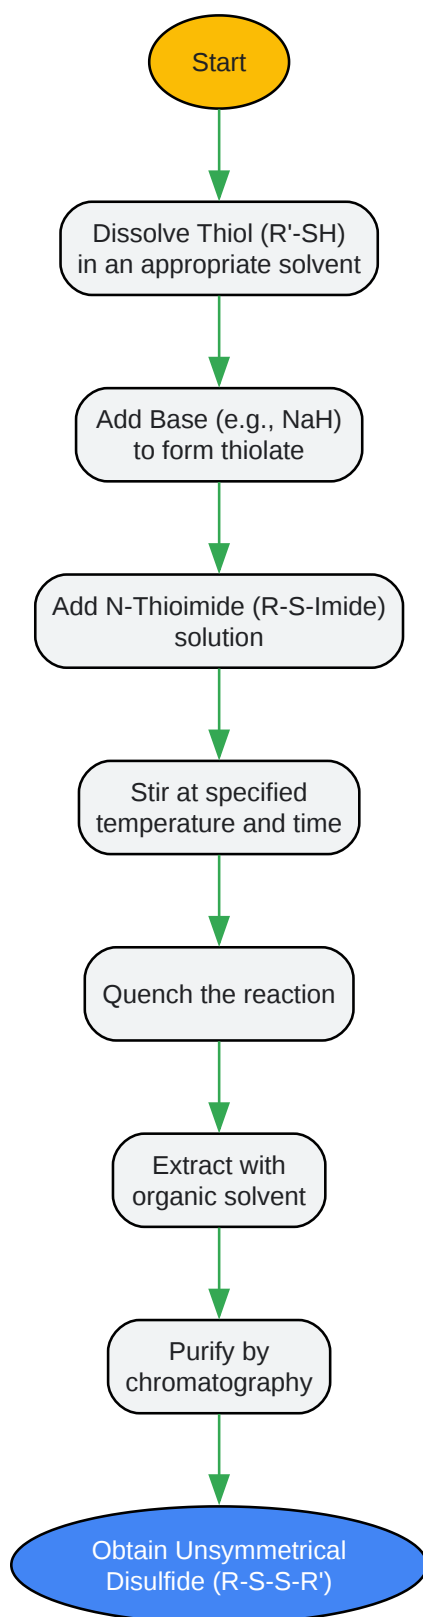 Start
Dissolve Thiol (R'-SH)
in an appropriate solvent
Add Base (e.g., NaH)
to form thiolate
Add N-Thioimide (R-S-Imide)
solution
Stir at specified
temperature and time
Quench the reaction
Extract with
organic solvent
Purify by
chromatography
Obtain Unsymmetrical
Disulfide (R-S-S-R')